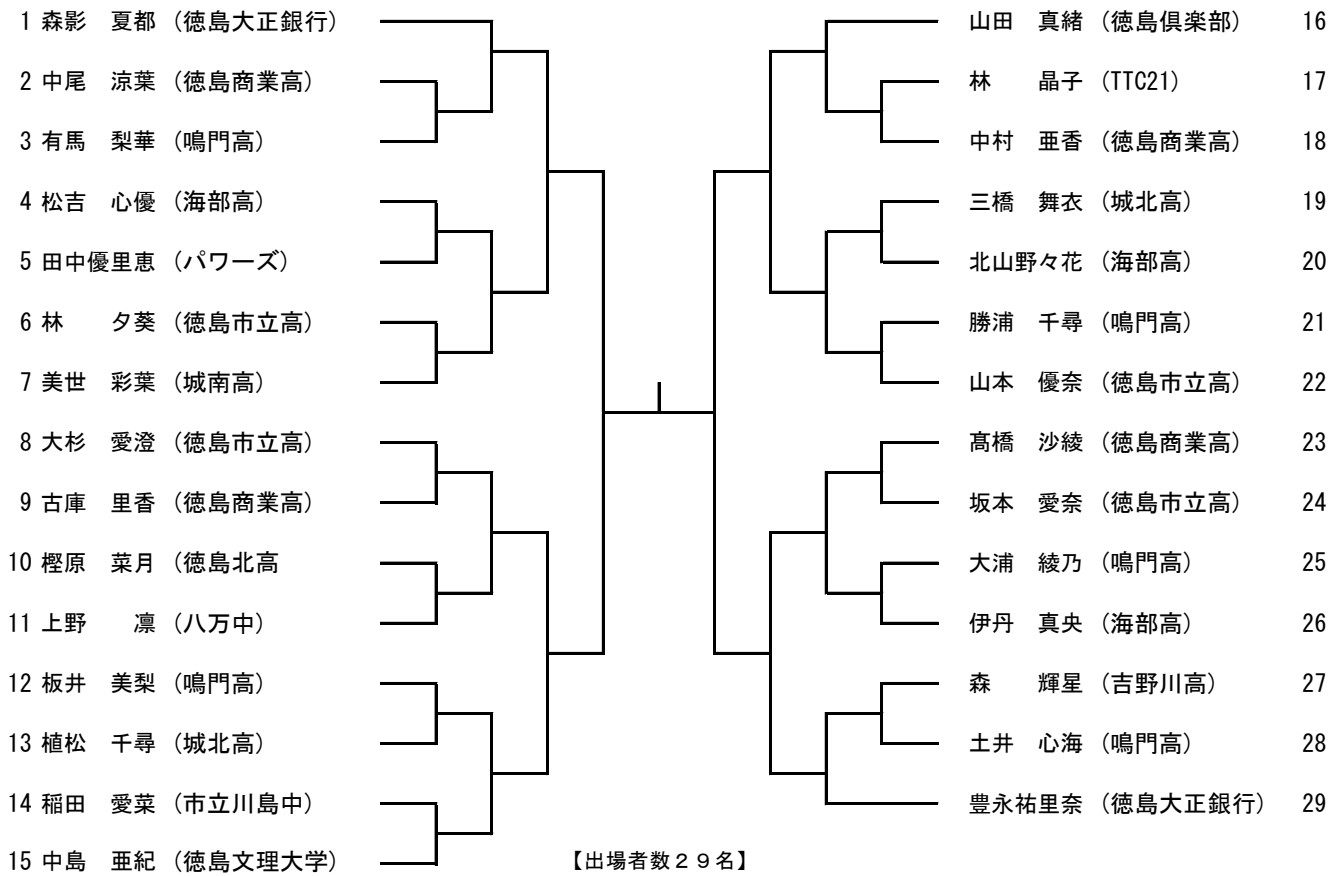 1 森影　夏都 （徳島大正銀行）
2 中尾　涼葉 （徳島商業高）
3 有馬　梨華 （鳴門高）
4 松吉　心優 （海部高）
5 田中優里恵 （パワーズ）
6 林　　夕葵 （徳島市立高）
7 美世　彩葉 （城南高）
8 大杉　愛澄 （徳島市立高）
9 古庫　里香 （徳島商業高）
10 樫原　菜月 （徳島北高
11 上野　　凛 （八万中）
12 板井　美梨 （鳴門高）
13 植松　千尋 （城北高）
14 稲田　愛菜 （市立川島中）
15 中島　亜紀 （徳島文理大学）
山田　真緒 （徳島倶楽部） 16
林　　晶子 （TTC21） 17
中村　亜香 （徳島商業高） 18
三橋　舞衣 （城北高） 19
北山野々花 （海部高） 20
勝浦　千尋 （鳴門高） 21
山本　優奈 （徳島市立高） 22
髙橋　沙綾 （徳島商業高） 23
坂本　愛奈 （徳島市立高） 24
大浦　綾乃 （鳴門高） 25
伊丹　真央 （海部高） 26
森　　輝星 （吉野川高） 27
土井　心海 （鳴門高） 28
豊永祐里奈 （徳島大正銀行） 29
【出場者数２９名】